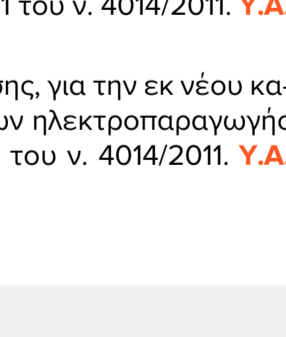 1 του ν. 4014/2011. Υ.Α.
σης, για την εκ νέου κα-
ων ηλεκτροπαραγωγής
του ν. 4014/2011. Υ.Α.